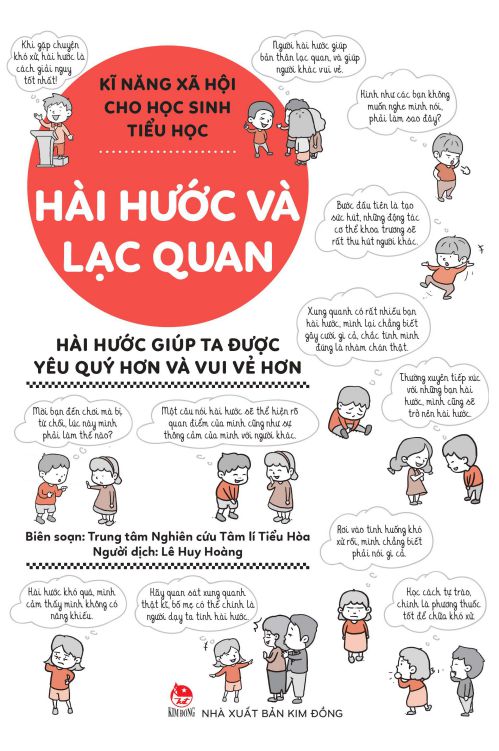 Khi gặp chuyện
khó xử, hài hước là
cách giải nguy
tốt nhất!
Người hài hước giúp
bản thân lạc quan, và giúp
người khác vui vẻ.
KĨ NĂNG XÃ HỘI
CHO HỌC SINH
TIỂU HỌC
Hình như các bạn không
muốn nghe mình nói,
phải làm sao đây?
HÀI HƯỚC VÀ
LẠC QUAN
Bước đầu tiên là tạo
sức hút, những động tác
cơ thể khoa trương sẽ
rất thu hút người khác.
Xung quanh có rất nhiều bạn
hài hước, mình lại chẳng biết
gây cười gì cả, chắc tính mình
đúng là nhàm chán thật.
HÀI HƯỚC GIÚP TA ĐƯỢC
YÊU QUÝ HƠN VÀ VUI VẺ HƠN
Thường xuyên tiếp xúc
với những bạn hài
hước, mình cũng sẽ
trở nên hài hước.
Mời bạn đến chơi mà bị
từ chối, lúc này mình
phải làm thế nào?
Một câu nói hài hước sẽ thể hiện rõ
quan điểm của mình cũng như sự
thông cảm của mình với người khác.
Biên soạn: Trung tâm Nghiên cứu Tâm lí Tiểu Hòa
Người dịch: Lê Huy Hoàng
Rơi vào tình huống khó
xử rồi, mình chẳng biết
phải nói gì cả.
Hài hước khó quá, mình
cảm thấy mình không có
năng khiếu.
Hãy quan sát xung quanh
thật kĩ, bố mẹ có thể chính là
người dạy ta tính hài hước.
Học cách tự trào,
chính là phương thuốc
tốt để chữa khó xử.
KIM ĐỒNG
NHÀ XUẤT BẢN KIM ĐỒNG